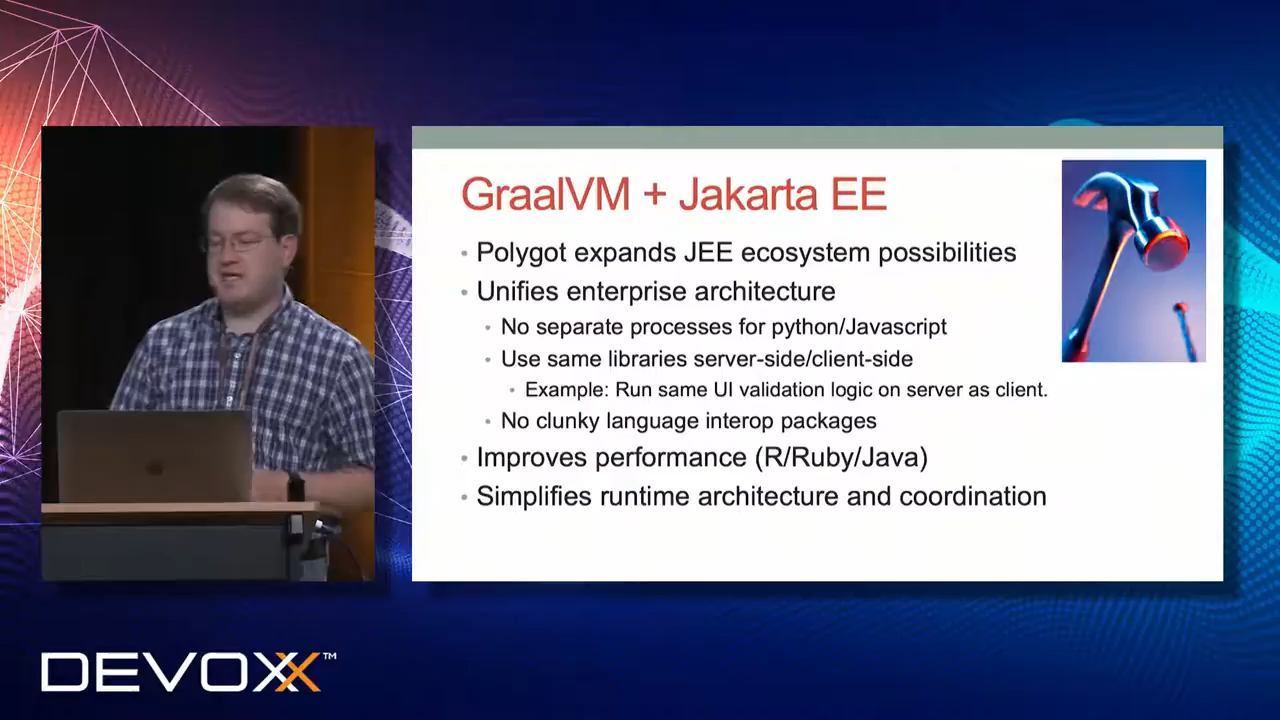 GraalVM + Jakarta EE
• Polygot expands JEE ecosystem possibilities
• Unifies enterprise architecture
• No separate processes for python/Javascript
• Use same libraries server-side/client-side
• Example: Run same UI validation logic on server as client.
• No clunky language interop packages
• Improves performance (R/Ruby/Java)
• Simplifies runtime architecture and coordination
DEVOXX™